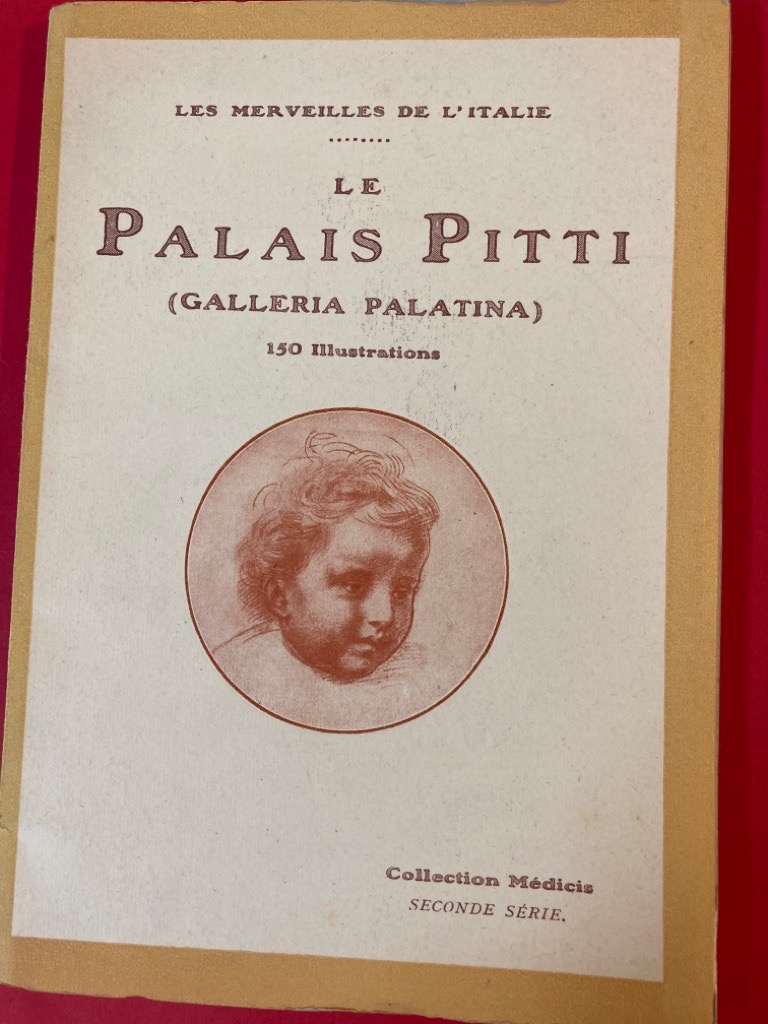 LES MERVEILLES DE L'ITALIE
LE
PALAIS PITTI
(GALLERIA PALATINA)
150 Illustrations
Collection Médicis
SECONDE SÉRIE.